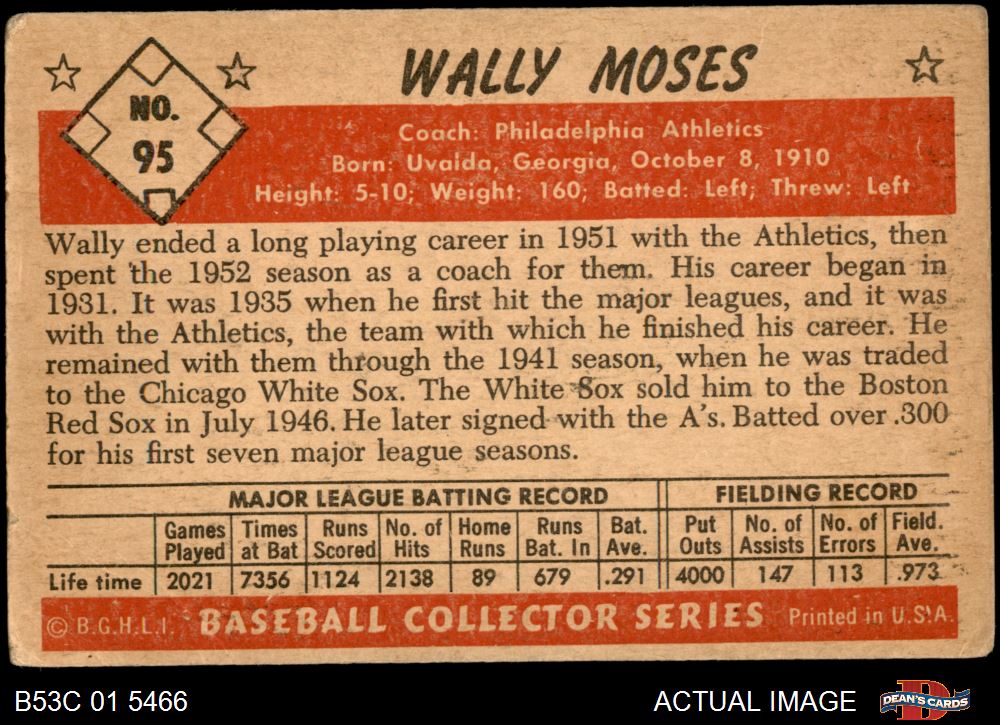 WALLY MOSES
NO.
95
Coach: Philadelphia Athletics
Born: Uvalda, Georgia, October 8, 1910
Height: 5-10; Weight: 160; Batted: Left; Threw: Left
Wally ended a long playing career in 1951 with the Athletics, then
spent the 1952 season as a coach for them. His career began in
1931. It was 1935 when he first hit the major leagues, and it was
with the Athletics, the team with which he finished his career. He
remained with them through the 1941 season, when he was traded
to the Chicago White Sox. The White Sox sold him to the Boston
Red Sox in July 1946. He later signed with the A's. Batted over .300
for his first seven major league seasons.
MAJOR LEAGUE BATTING RECORD FIELDING RECORD
Games Times Runs No. of Home Runs Bat. Put No. of No. of Field.
Played at Bat Scored Hits Runs Bat. In Ave. Outs Assists Errors Ave.
Life time 2021 7356 1124 2138 89 679 .291 4000 147 113 .973
© B.G.H.L.I. BASEBALL COLLECTOR SERIES Printed in U.S.A.
B53C 01 5466 ACTUAL IMAGE DEAN'S CARDS